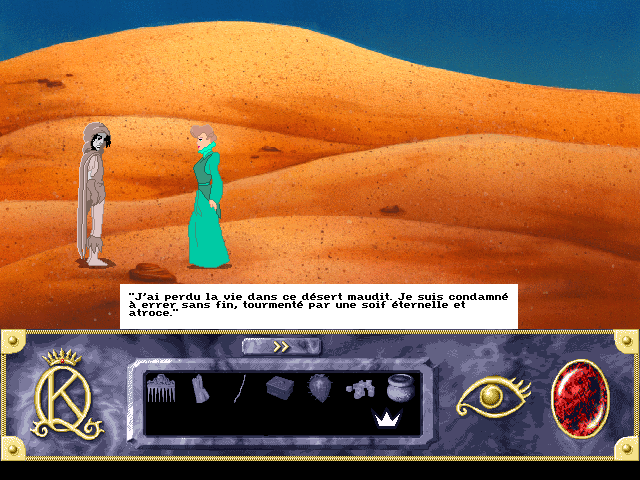 "J'ai perdu la vie dans ce désert maudit. Je suis condamné
à errer sans fin, tourmenté par une soif éternelle et
atroce."
KQ